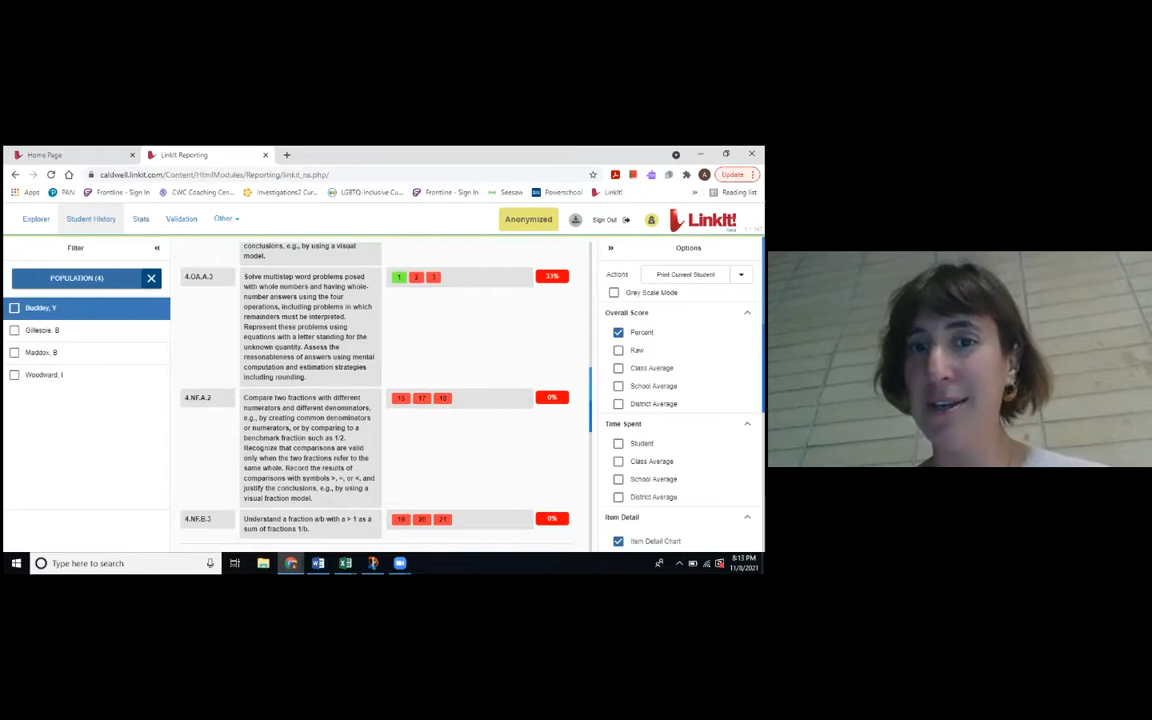 Home Page
Linkit Reporting
caldwell.linkit.com/Content/HtmlModules/Reporting/linkit_ns.php/
Update
Apps
PAN
Frontline - Sign In
CWC Coaching Cen...
Investigations2 Cur...
LGBTQ-Inclusive Cu...
Frontline - Sign In
Seesaw
Powerschool
LinkIt!
Reading list
Explorer
Student History
Stats
Validation
Other
Anonymized
Sign Out
LinkIt!
Filter
POPULATION (4)
Buckley, Y
Gillespie, B
Maddox, B
Woodward, I
conclusions, e.g., by using a visual
model.
4.OA.A.3
Solve multistep word problems posed
with whole numbers and having whole-
number answers using the four
operations, including problems in which
remainders must be interpreted.
Represent these problems using
equations with a letter standing for the
unknown quantity. Assess the
reasonableness of answers using mental
computation and estimation strategies
including rounding.
1 2 3
33%
4.NF.A.2
Compare two fractions with different
numerators and different denominators,
e.g., by creating common denominators
or numerators, or by comparing to a
benchmark fraction such as 1/2.
Recognize that comparisons are valid
only when the two fractions refer to the
same whole. Record the results of
comparisons with symbols >, =, or <, and
justify the conclusions, e.g., by using a
visual fraction model.
17 18
0%
4.NF.B.3
Understand a fraction a/b with a > 1 as a
sum of fractions 1/b.
19 20 21
0%
Options
Actions
Print Current Student
Grey Scale Mode
Overall Score
Percent
Raw
Class Average
School Average
District Average
Time Spent
Student
Class Average
School Average
District Average
Item Detail
Item Detail Chart
Type here to search
8:13 PM
11/8/2021